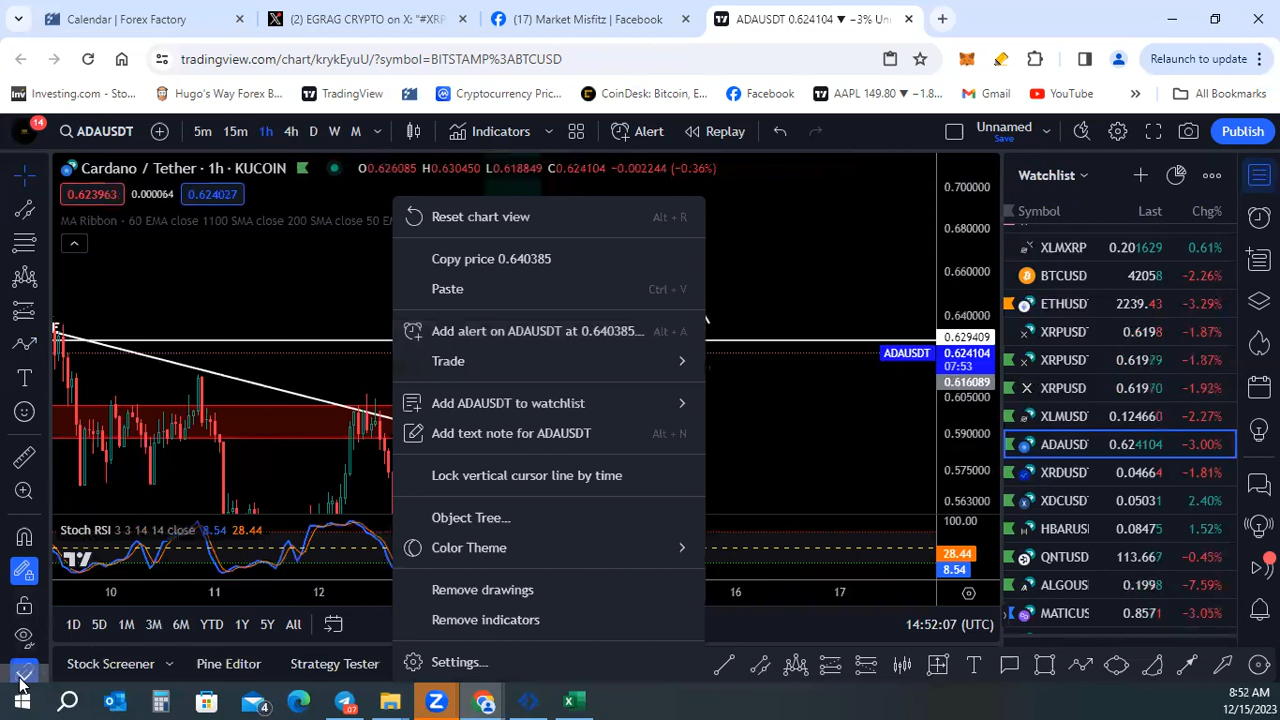 Calendar | Forex Factory
(2) EGRAG CRYPTO on X: "#XRP
(17) Market Misfitz | Facebook
ADAUSDT 0.624104 ▼ −3% Un
tradingview.com/chart/krykEyuU/?symbol=BITSTAMP%3ABTCUSD
Relaunch to update
Investing.com - Sto...
Hugo's Way Forex B...
TradingView
Cryptocurrency Pric...
CoinDesk: Bitcoin, E...
Facebook
AAPL 149.80 ▼ −1.8...
Gmail
YouTube
All Bookmarks
14
ADAUSDT
5m 15m 1h 4h D W M
Indicators
Alert
Replay
Unnamed
Save
Publish
Cardano / Tether · 1h · KUCOIN
O0.626085 H0.630450 L0.618849 C0.624104 −0.002244 (−0.36%)
0.623963 0.000064 0.624027
MA Ribbon · 60 EMA close 1100 SMA close 200 SMA close 50 EM
Reset chart view Alt + R
Copy price 0.640385
Paste Ctrl + V
Add alert on ADAUSDT at 0.640385... Alt + A
Trade
Add ADAUSDT to watchlist
Add text note for ADAUSDT Alt + N
Lock vertical cursor line by time
Object Tree...
Color Theme
Remove drawings
Remove indicators
Settings...
0.700000
0.680000
0.660000
0.640000
0.629409
ADAUSDT 0.624104
07:53
0.616089
0.605000
0.590000
0.575000
0.563000
Stoch RSI 3 3 14 14 close 8.54 28.44
100.00
28.44
8.54
10 11 12 16 17
1D 5D 1M 3M 6M YTD 1Y 5Y All
14:52:07 (UTC)
Stock Screener
Pine Editor
Strategy Tester
Watchlist
Symbol Last Chg%
XLMXRP 0.201629 0.61%
BTCUSD 42058 −2.26%
ETHUSD 2239.43 −3.29%
XRPUSD 0.6198 −1.87%
XRPUSD 0.61979 −1.88%
XRPUSD 0.61970 −1.92%
XLMUSD 0.124660 −2.27%
ADAUSD 0.624104 −3.00%
XRDUSD 0.04664 −1.81%
XDCUSD 0.05031 2.40%
HBARUS 0.08475 1.52%
QNTUSD 113.667 −0.45%
ALGOUS 0.1998 −7.59%
MATICUS 0.8571 −3.05%
4
07
8:52 AM
12/15/2023